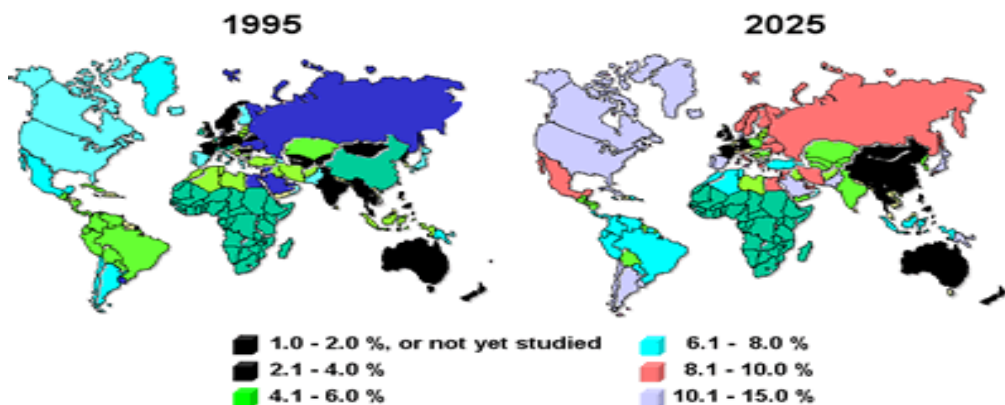 1995 2025
1.0 - 2.0 %, or not yet studied 6.1 - 8.0 %
2.1 - 4.0 % 8.1 - 10.0 %
4.1 - 6.0 % 10.1 - 15.0 %